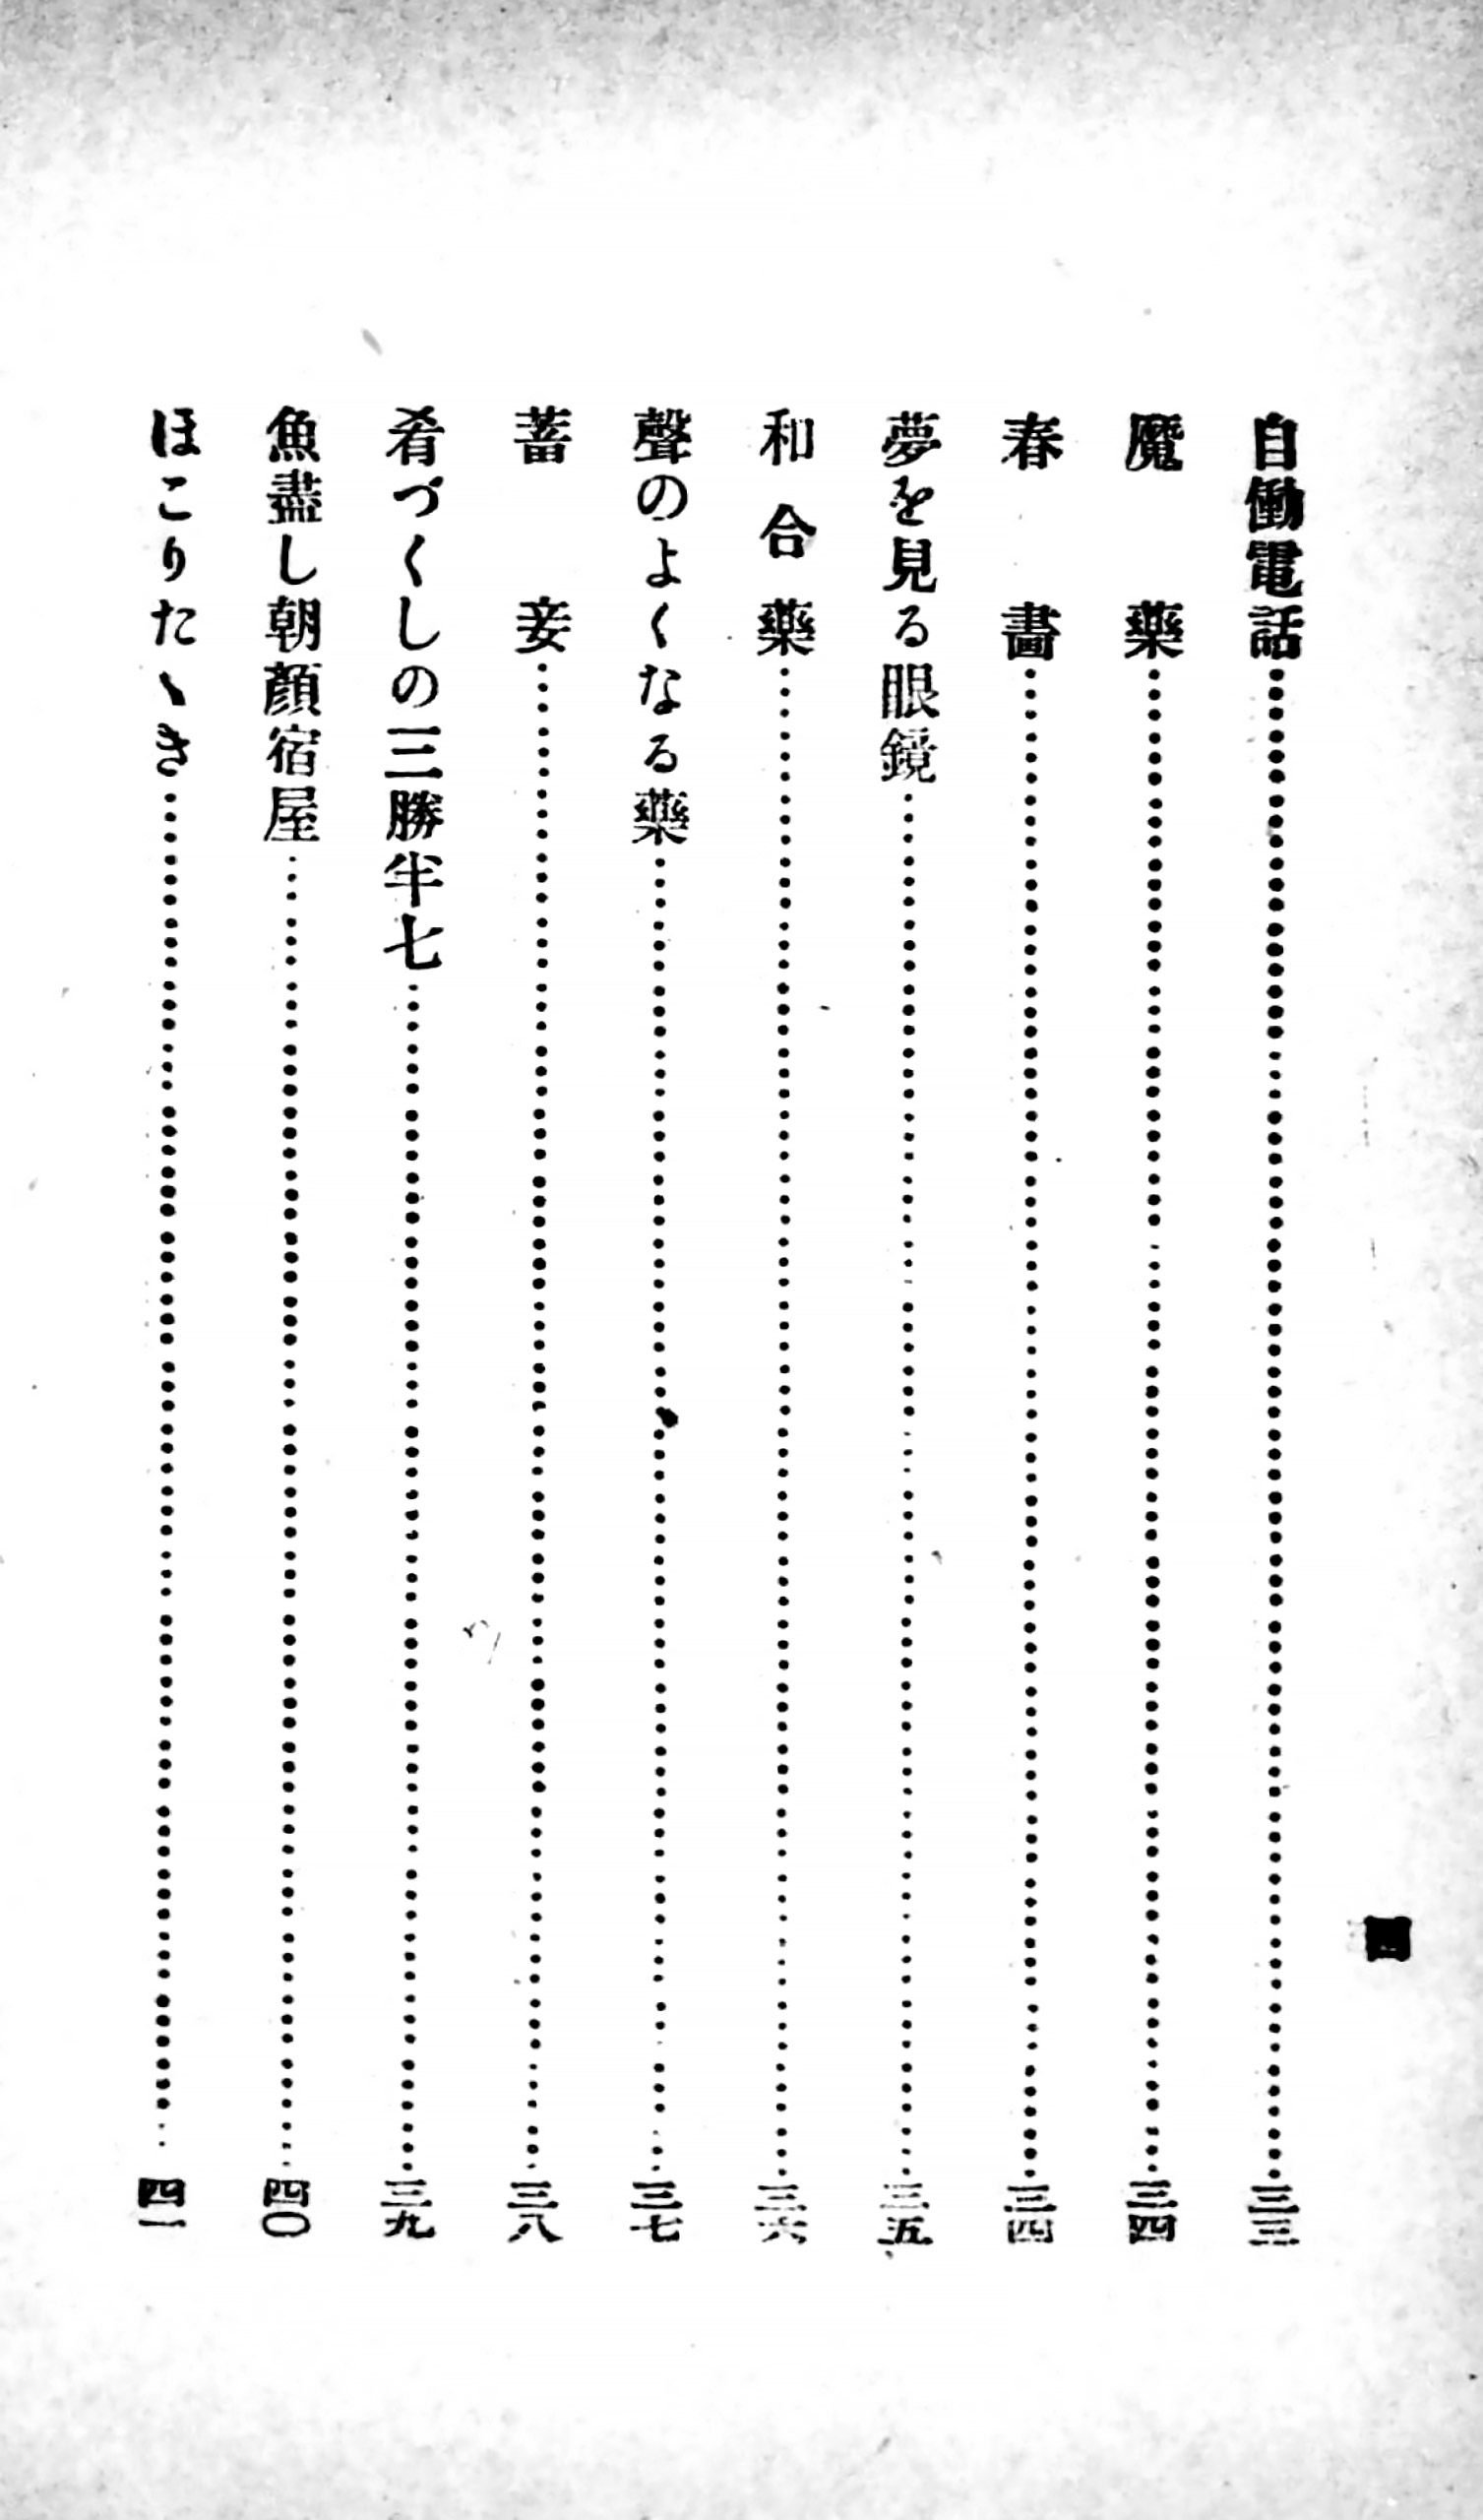 自働電話……三三
魔藥……三四
春畵……三四
夢を見る眼鏡……三五
和合藥……三六
聲のよくなる藥……三七
蓄妾……三八
肴づくしの三勝半七……三九
魚盡し朝顏宿屋……四〇
ほこりたゝき……四一